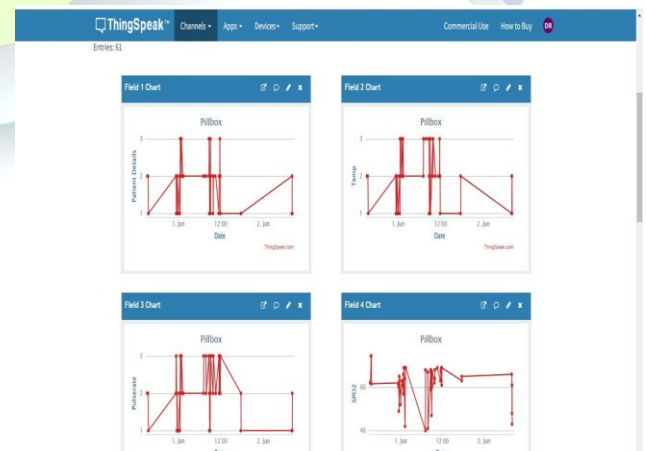 ThingSpeak™ Channels Apps Devices Support Commercial Use How to Buy DR
Entries: 61
Field 1 Chart
Pillbox
Patient Details
3
2
1
1. Jun 12:00 2. Jun
Date
ThingSpeak.com
Field 2 Chart
Pillbox
Temp
3
2
1
1. Jun 12:00 2. Jun
Date
ThingSpeak.com
Field 3 Chart
Pillbox
Pulserate
3
2
1
1. Jun 12:00 2. Jun
Field 4 Chart
Pillbox
SPO2
60
40
1. Jun 12:00 2. Jun